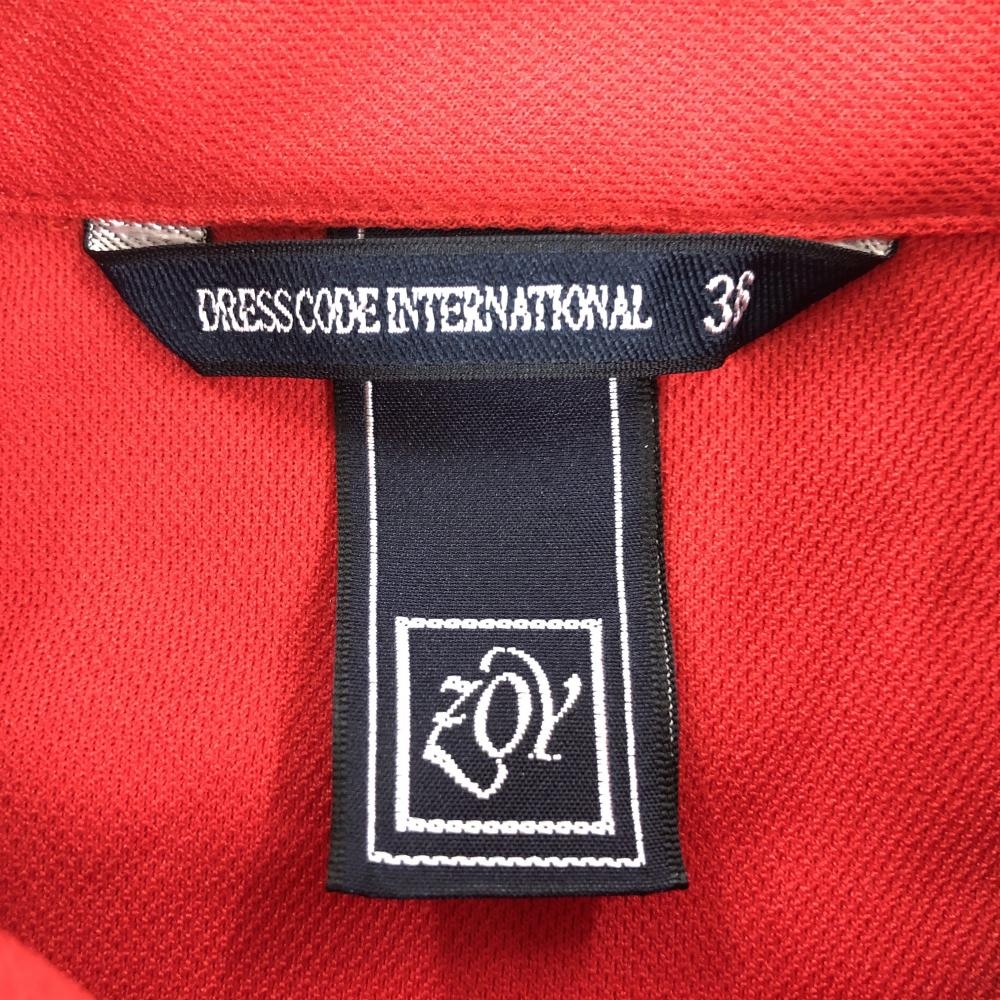 DRESS CODE INTERNATIONAL 36
ZOY